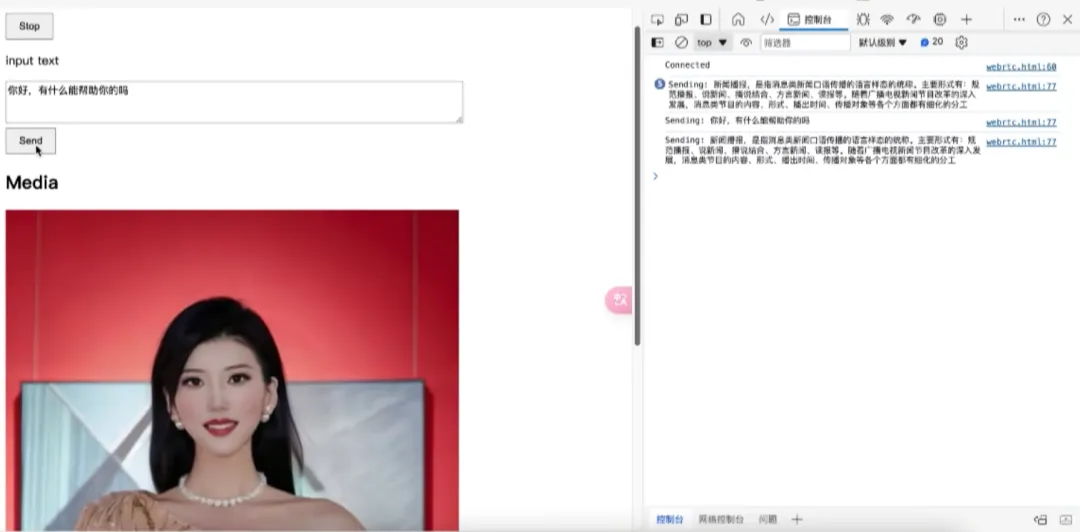 Stop
input text
你好，有什么能帮助你的吗
Send
Media
控制台
top
筛选器
默认级别
20
Connected
webrtc.html:60
5
Sending: 新闻播报，是指消息类新闻口语传播的语言样态的统称。主要形式有：规
webrtc.html:77
范播报、说新闻、播说结合、方言新闻、读报等。随着广播电视新闻节目改革的深入
发展，消息类节目的内容、形式、播出时间、传播对象等各个方面都有细化的分工
Sending: 你好，有什么能帮助你的吗
webrtc.html:77
Sending: 新闻播报，是指消息类新闻口语传播的语言样态的统称。主要形式有：规
webrtc.html:77
范播报、说新闻、播说结合、方言新闻、读报等。随着广播电视新闻节目改革的深入发
展，消息类节目的内容、形式、播出时间、传播对象等各个方面都有细化的分工
控制台
网络控制台
问题